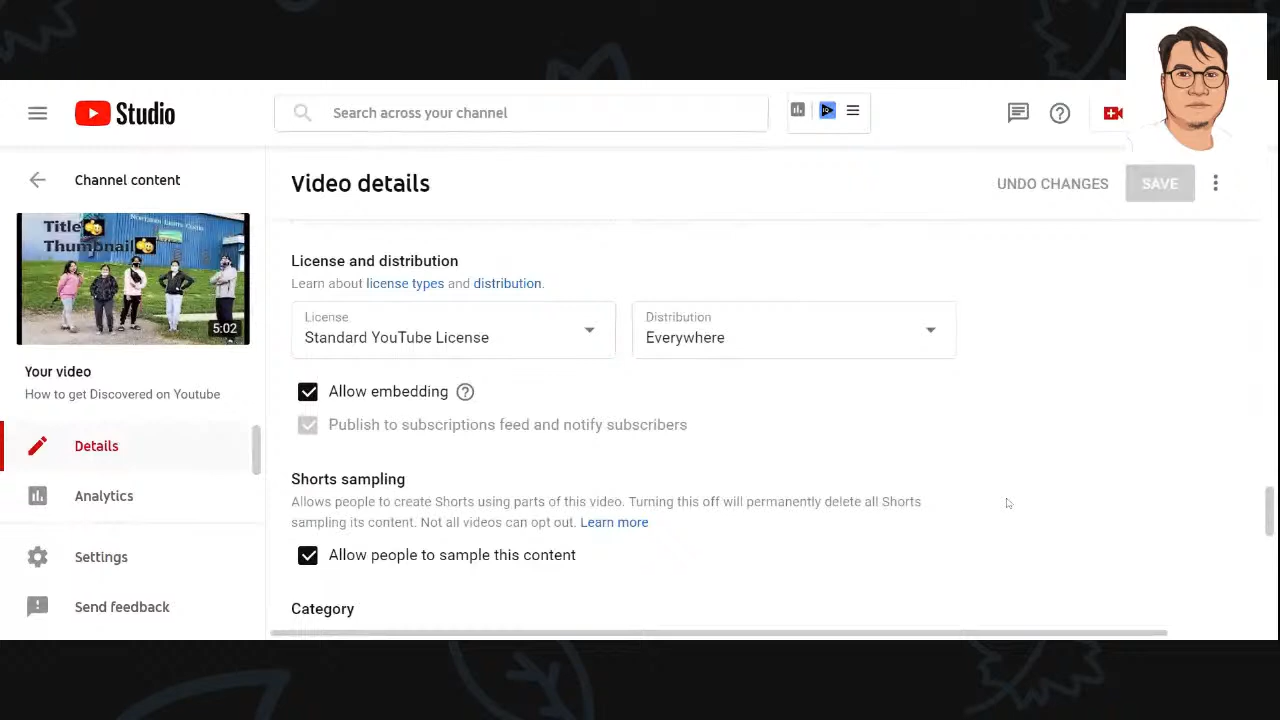 Studio
Search across your channel
Channel content
Video details
UNDO CHANGES
SAVE
Title
Thumbnail
5:02
Your video
How to get Discovered on Youtube
Details
Analytics
Settings
Send feedback
License and distribution
Learn about license types and distribution.
License
Standard YouTube License
Distribution
Everywhere
Allow embedding
Publish to subscriptions feed and notify subscribers
Shorts sampling
Allows people to create Shorts using parts of this video. Turning this off will permanently delete all Shorts
sampling its content. Not all videos can opt out. Learn more
Allow people to sample this content
Category